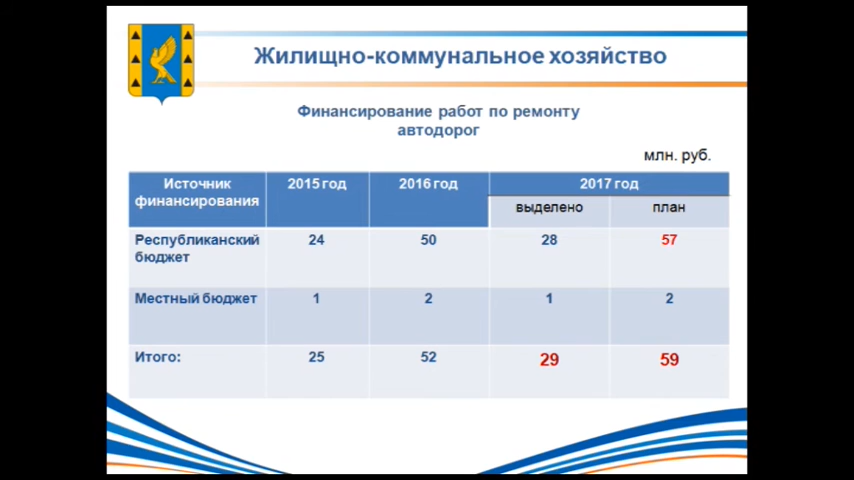 Жилищно-коммунальное хозяйство
Финансирование работ по ремонту
автодорог
млн. руб.
Источник финансирования 2015 год 2016 год 2017 год
выделено план
Республиканский бюджет 24 50 28 57
Местный бюджет 1 2 1 2
Итого: 25 52 29 59